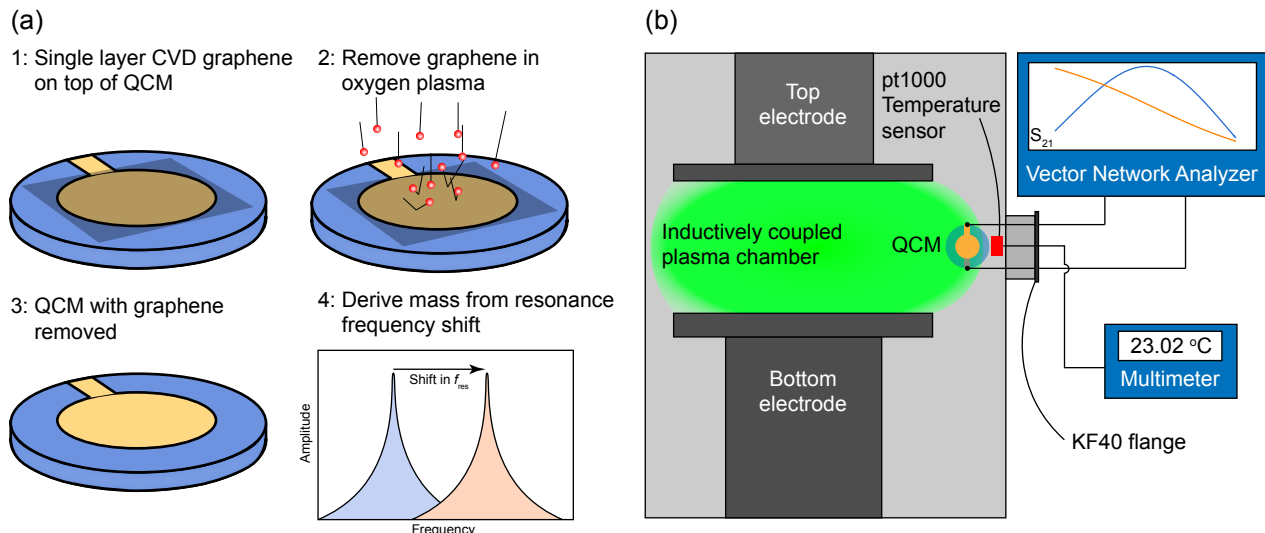 (a)
1: Single layer CVD graphene
on top of QCM
2: Remove graphene in
oxygen plasma
3: QCM with graphene
removed
4: Derive mass from resonance
frequency shift
Shift in fres
Amplitude
Frequency
(b)
Top
electrode
pt1000
Temperature
sensor
S21
Vector Network Analyzer
Inductively coupled
plasma chamber
QCM
23.02 °C
Multimeter
Bottom
electrode
KF40 flange